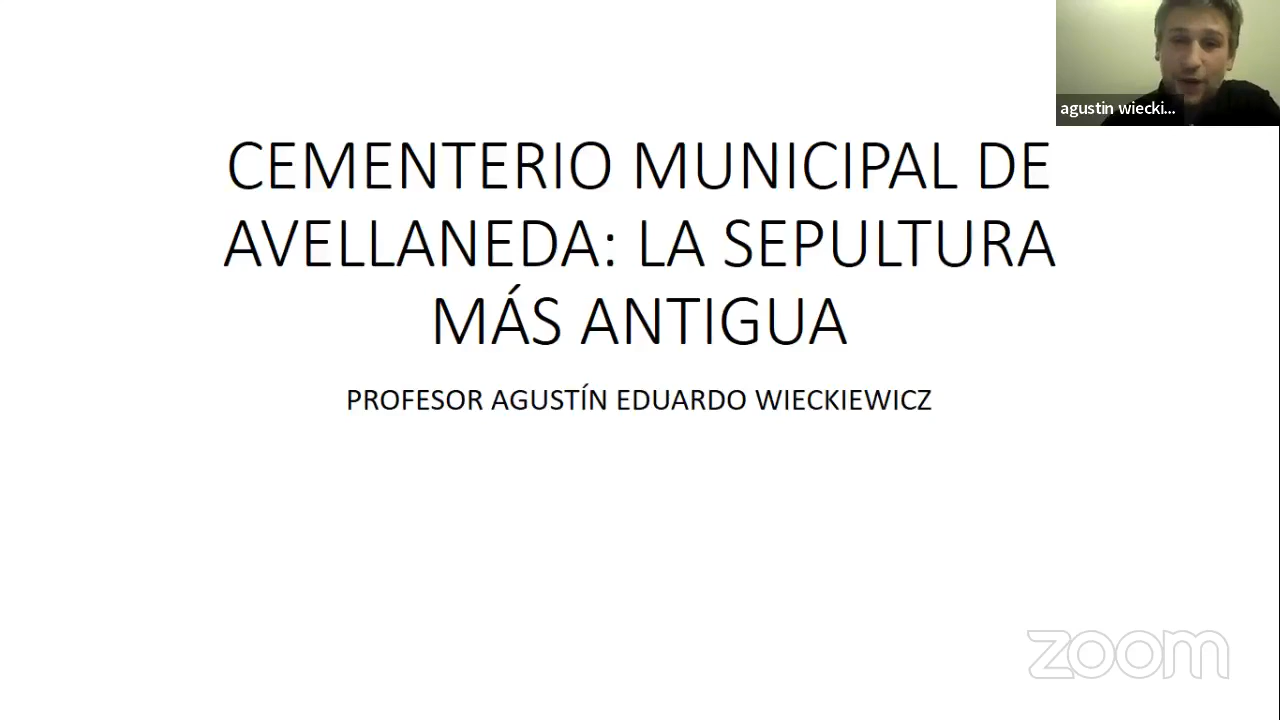 agustin wiecki...
CEMENTERIO MUNICIPAL DE
AVELLANEDA: LA SEPULTURA
MÁS ANTIGUA
PROFESOR AGUSTÍN EDUARDO WIECKIEWICZ
zoom